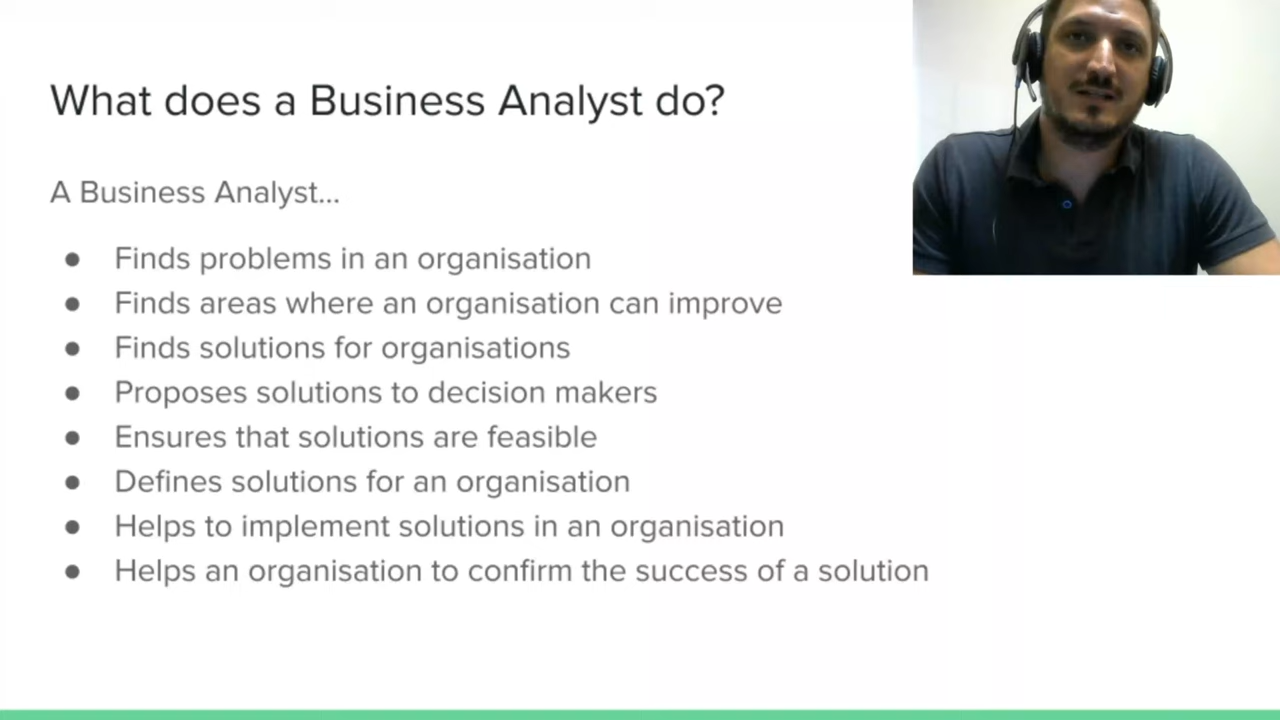 What does a Business Analyst do?
A Business Analyst...
● Finds problems in an organisation
● Finds areas where an organisation can improve
● Finds solutions for organisations
● Proposes solutions to decision makers
● Ensures that solutions are feasible
● Defines solutions for an organisation
● Helps to implement solutions in an organisation
● Helps an organisation to confirm the success of a solution